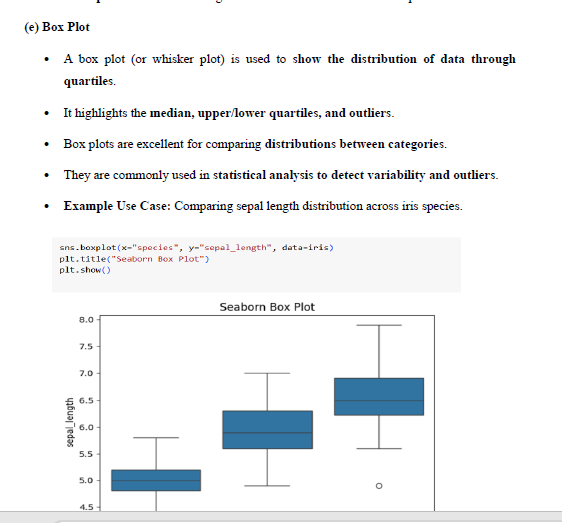 (e) Box Plot
• A box plot (or whisker plot) is used to show the distribution of data through
quartiles.
• It highlights the median, upper/lower quartiles, and outliers.
• Box plots are excellent for comparing distributions between categories.
• They are commonly used in statistical analysis to detect variability and outliers.
• Example Use Case: Comparing sepal length distribution across iris species.
sns.boxplot(x="species", y="sepal_length", data=iris)
plt.title("Seaborn Box Plot")
plt.show()
Seaborn Box Plot
8.0
7.5
7.0
6.5
6.0
5.5
5.0
4.5
sepal_length